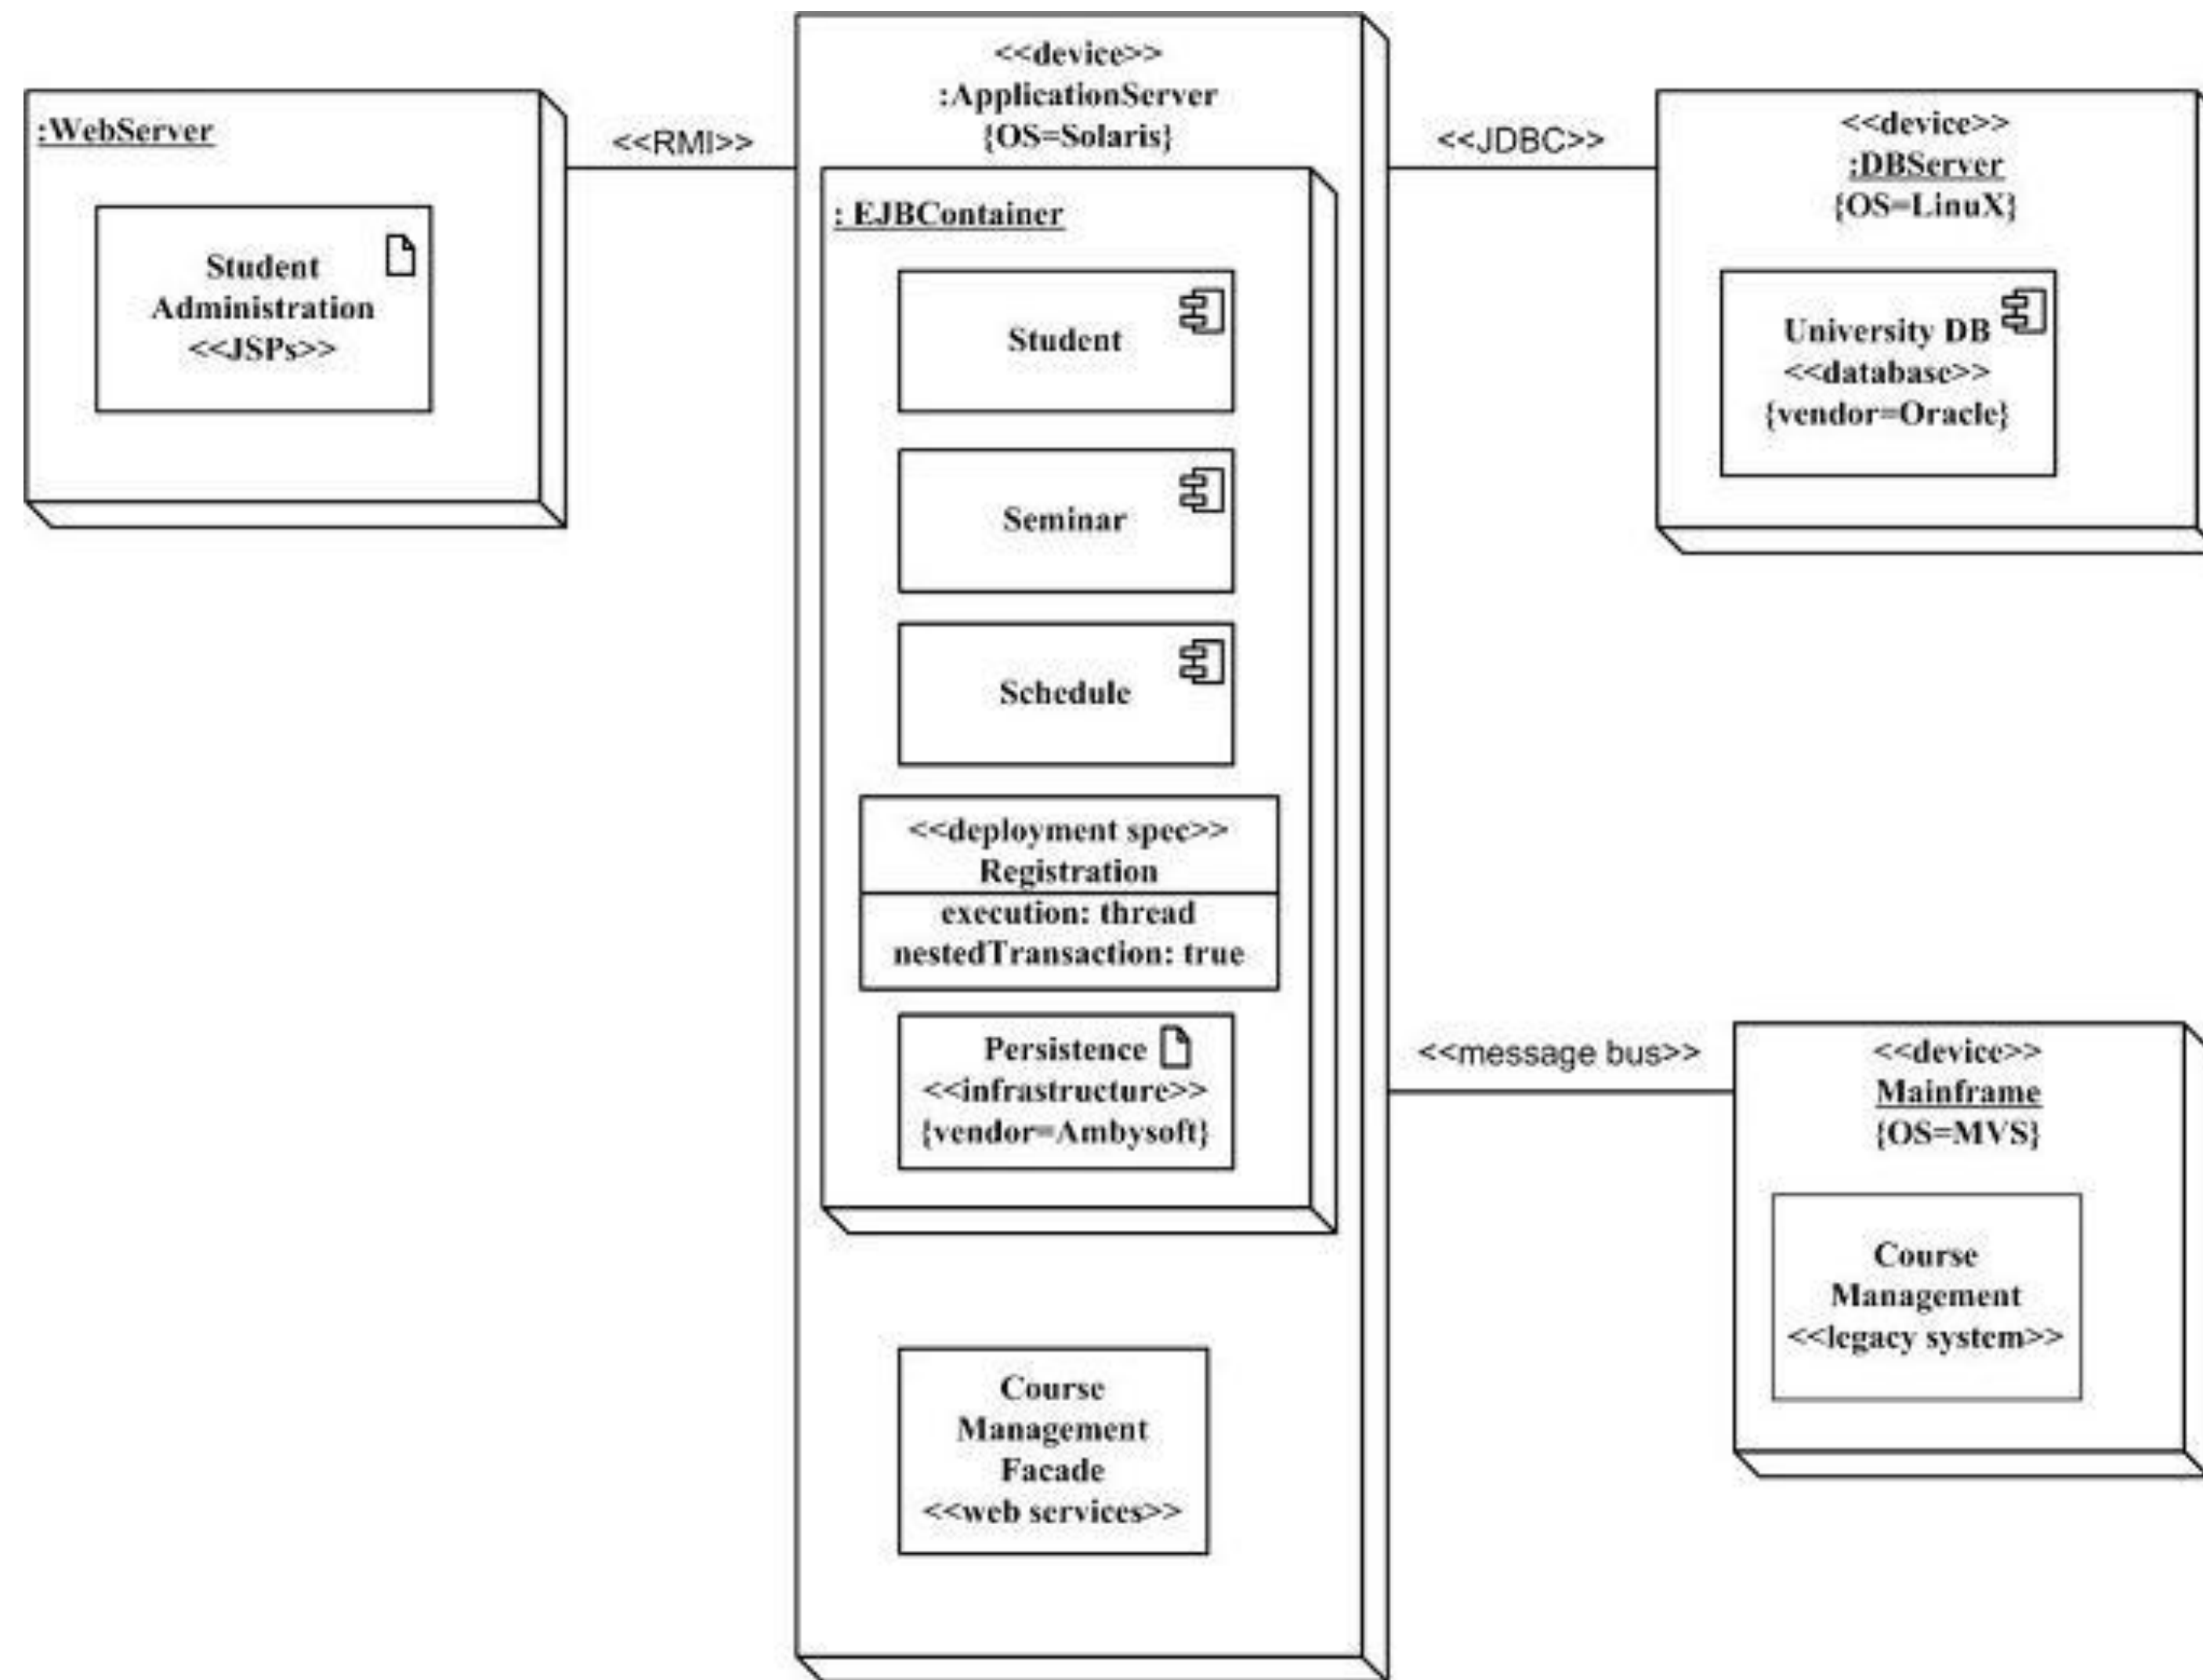 :WebServer
Student
Administration
<<JSPs>>
<<RMI>>
<<device>>
:ApplicationServer
{OS=Solaris}
: EJBContainer
Student
Seminar
Schedule
<<deployment spec>>
Registration
execution: thread
nestedTransaction: true
Persistence
<<infrastructure>>
{vendor=Ambysoft}
Course
Management
Facade
<<web services>>
<<JDBC>>
<<device>>
:DBServer
{OS=LinuX}
University DB
<<database>>
{vendor=Oracle}
<<message bus>>
<<device>>
Mainframe
{OS=MVS}
Course
Management
<<legacy system>>